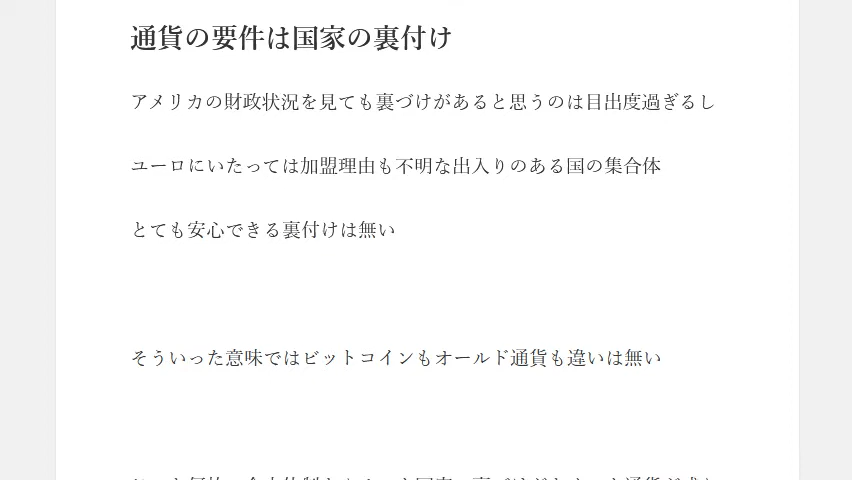 通貨の要件は国家の裏付け
アメリカの財政状況を見ても裏づけがあると思うのは目出度過ぎるし
ユーロにいたっては加盟理由も不明な出入りのある国の集合体
とても安心できる裏付けは無い
そういった意味ではビットコインもオールド通貨も違いは無い